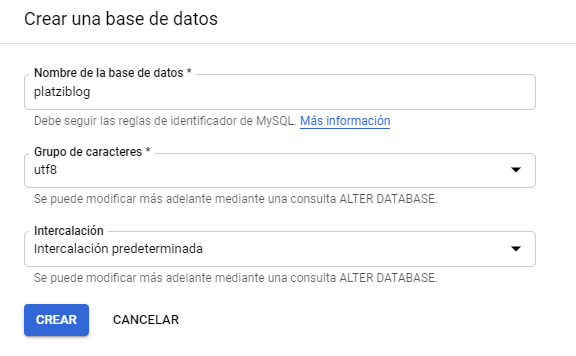 Crear una base de datos
Nombre de la base de datos *
platziblog
Debe seguir las reglas de identificador de MySQL. Más información
Grupo de caracteres *
utf8
Se puede modificar más adelante mediante una consulta ALTER DATABASE.
Intercalación
Intercalación predeterminada
Se puede modificar más adelante mediante una consulta ALTER DATABASE.
CREAR CANCELAR